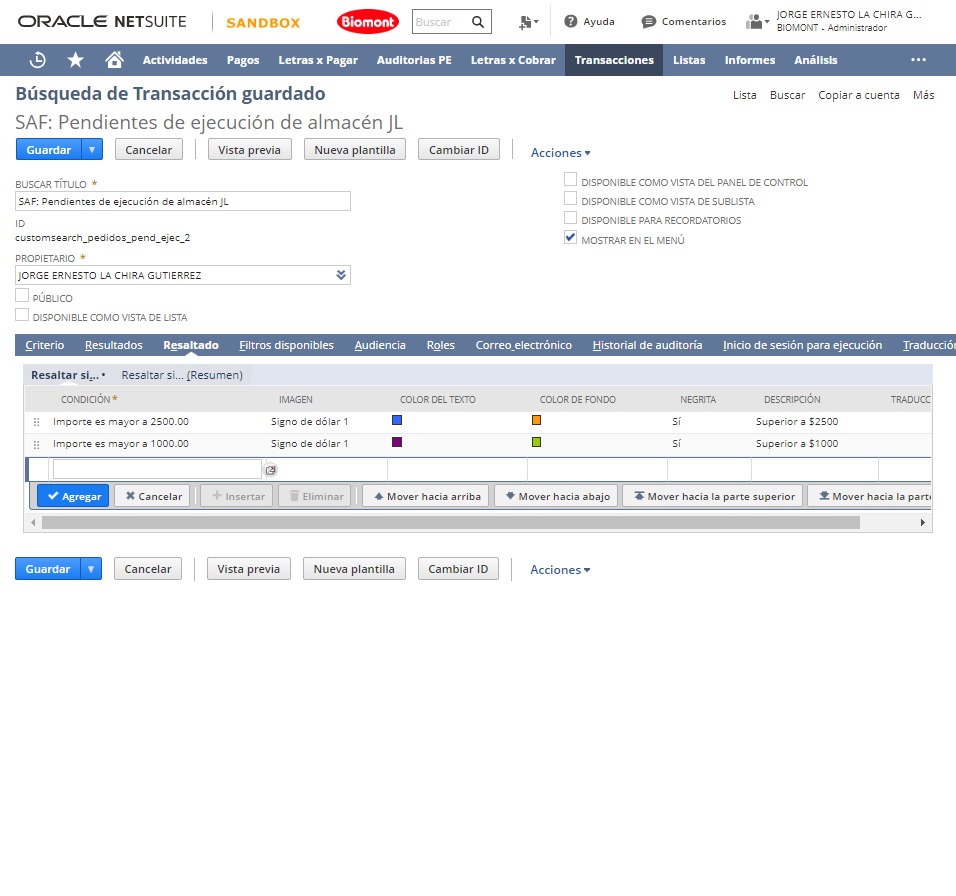 ORACLE NETSUITE SANDBOX Biomont Buscar Ayuda Comentarios JORGE ERNESTO LA CHIRA G...
BIOMONT - Administrador
Actividades Pagos Letras x Pagar Auditorias PE Letras x Cobrar Transacciones Listas Informes Análisis ...
Búsqueda de Transacción guardado Lista Buscar Copiar a cuenta Más
SAF: Pendientes de ejecución de almacén JL
Guardar Cancelar Vista previa Nueva plantilla Cambiar ID Acciones
BUSCAR TÍTULO *
SAF: Pendientes de ejecución de almacén JL
ID
customsearch_pedidos_pend_ejec_2
PROPIETARIO *
JORGE ERNESTO LA CHIRA GUTIERREZ
PÚBLICO
DISPONIBLE COMO VISTA DE LISTA
DISPONIBLE COMO VISTA DEL PANEL DE CONTROL
DISPONIBLE COMO VISTA DE SUBLISTA
DISPONIBLE PARA RECORDATORIOS
MOSTRAR EN EL MENÚ
Criterio Resultados Resaltado Filtros disponibles Audiencia Roles Correo electrónico Historial de auditoría Inicio de sesión para ejecución Traducción
Resaltar si... • Resaltar si... (Resumen)
CONDICIÓN * IMAGEN COLOR DEL TEXTO COLOR DE FONDO NEGRITA DESCRIPCIÓN TRADUCC
Importe es mayor a 2500.00 Signo de dólar 1 Sí Superior a $2500
Importe es mayor a 1000.00 Signo de dólar 1 Sí Superior a $1000
Agregar Cancelar Insertar Eliminar Mover hacia arriba Mover hacia abajo Mover hacia la parte superior Mover hacia la parte
Guardar Cancelar Vista previa Nueva plantilla Cambiar ID Acciones